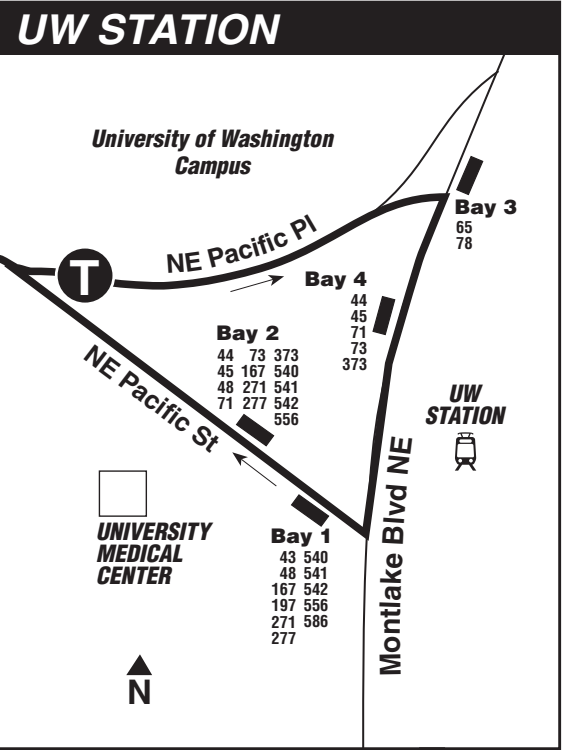 UW STATION
University of Washington
Campus
Bay 3
65
78
NE Pacific Pl
T
Bay 4
44
45
71
73
373
Bay 2
44 73 373
45 167 540
48 271 541
71 277 542
556
NE Pacific St
UW
STATION
Montlake Blvd NE
UNIVERSITY
MEDICAL
CENTER
Bay 1
43 540
48 541
167 542
197 556
271 586
277
N